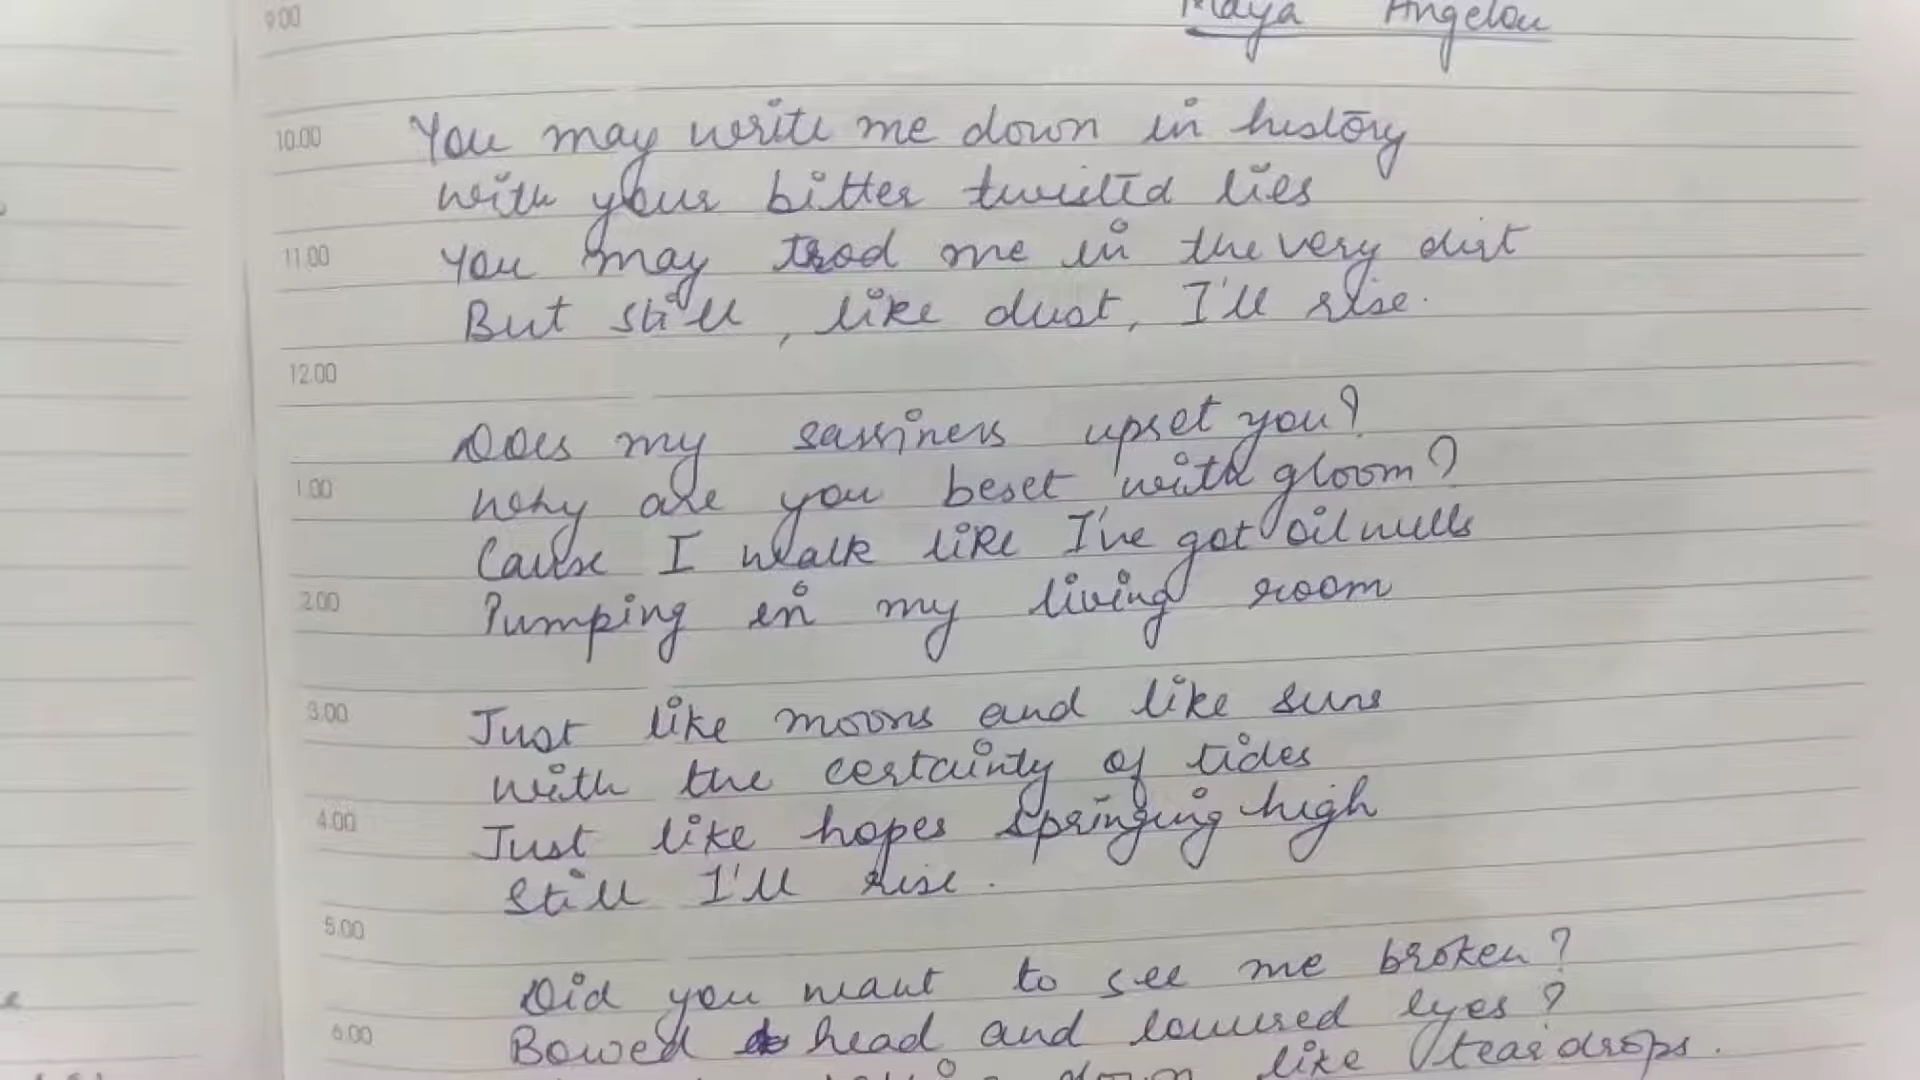 9.00
Maya Angelou
10.00 You may write me down in history
with your bitter twisted lies
11.00 You may trod me in the very dirt
But still, like dust, I'll rise.
12.00
Does my sassiness upset you?
1.00 Why are you beset with gloom?
Cause I walk like I've got oil wells
2.00 Pumping in my living room
3.00 Just like moons and like suns
with the certainty of tides
4.00 Just like hopes springing high
Still I'll rise.
5.00
Did you want to see me broken?
6.00 Bowed head and lowered eyes?
down like teardrops.